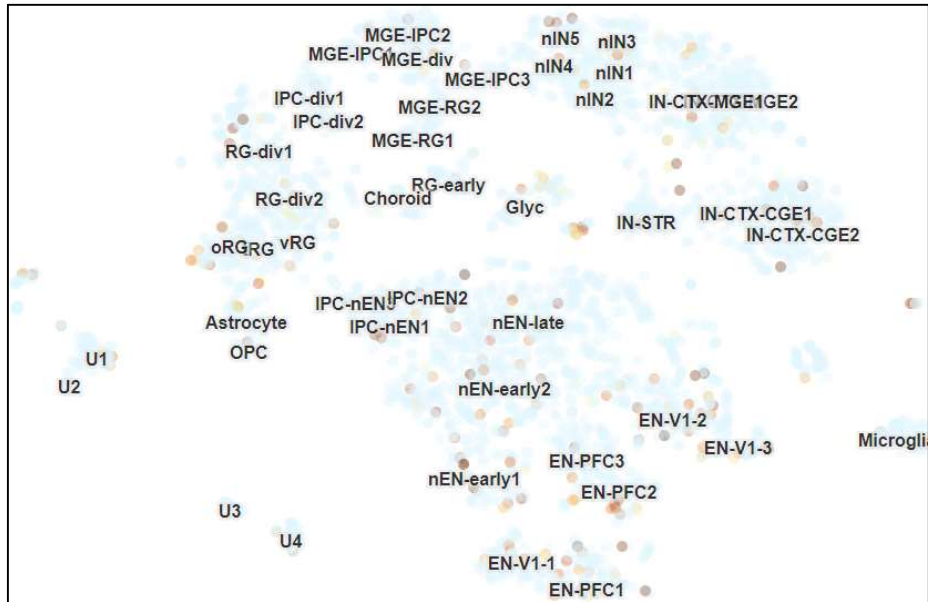 MGE-IPC2
nIN5
nIN3
MGE-IPC1
MGE-div
nIN4
nIN1
MGE-IPC3
nIN2
IPC-div1
IN-CTX-MGE1
MGE-RG2
IPC-div2
MGE-RG1
RG-div1
RG-early
RG-div2
Choroid
Glyc
IN-CTX-CGE1
IN-STR
IN-CTX-CGE2
oRG
vRG
IPC-nEN2
Astrocyte
IPC-nEN1
nEN-late
OPC
U1
U2
nEN-early2
EN-V1-2
Microglia
EN-V1-3
EN-PFC3
nEN-early1
EN-PFC2
U3
U4
EN-V1-1
EN-PFC1